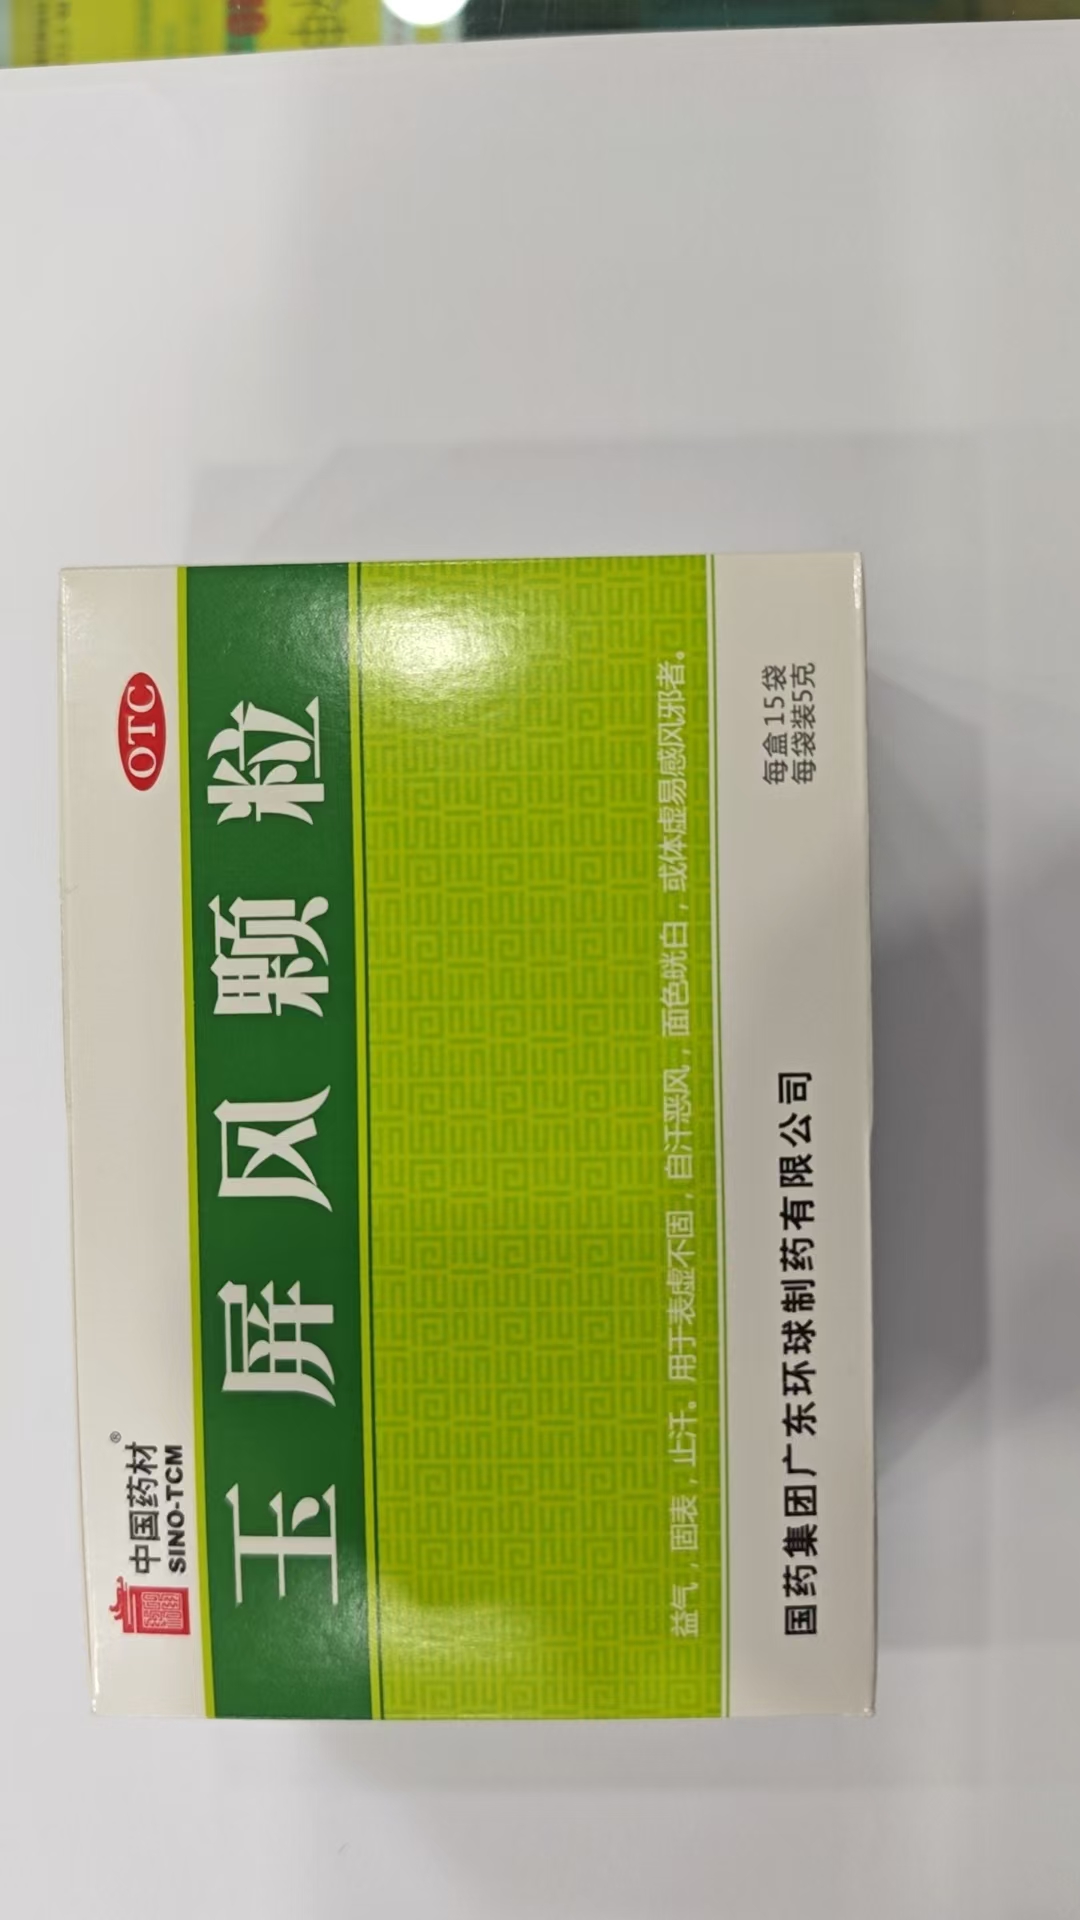 中国药材®
SINO-TCM
OTC
玉屏风颗粒
益气，固表，止汗。用于表虚不固，自汗恶风，面色㿠白，或体虚易感风邪者。
国药集团广东环球制药有限公司
每盒15袋
每袋装5克